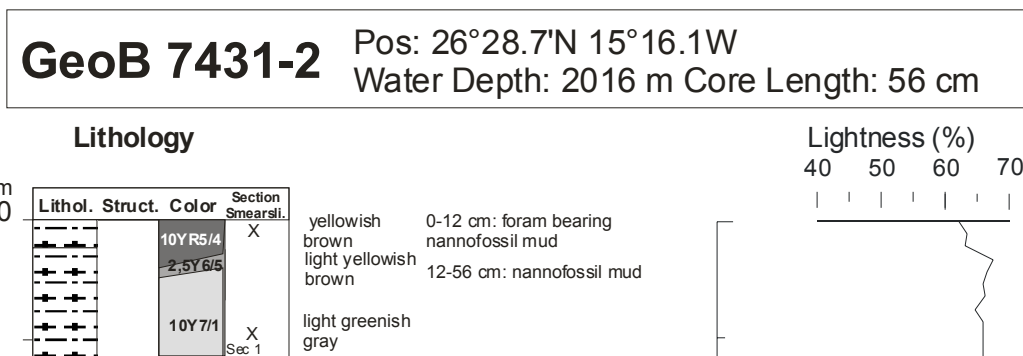 GeoB 7431-2
Pos: 26°28.7'N 15°16.1W
Water Depth: 2016 m Core Length: 56 cm
Lithology
Lightness (%)
40 50 60 70
m
0
Lithol. Struct. Color Section Smearsli.
10YR5/4
X
yellowish
brown
0-12 cm: foram bearing
nannofossil mud
2,5Y6/5
light yellowish
brown
12-56 cm: nannofossil mud
10Y7/1
X
Sec 1
light greenish
gray